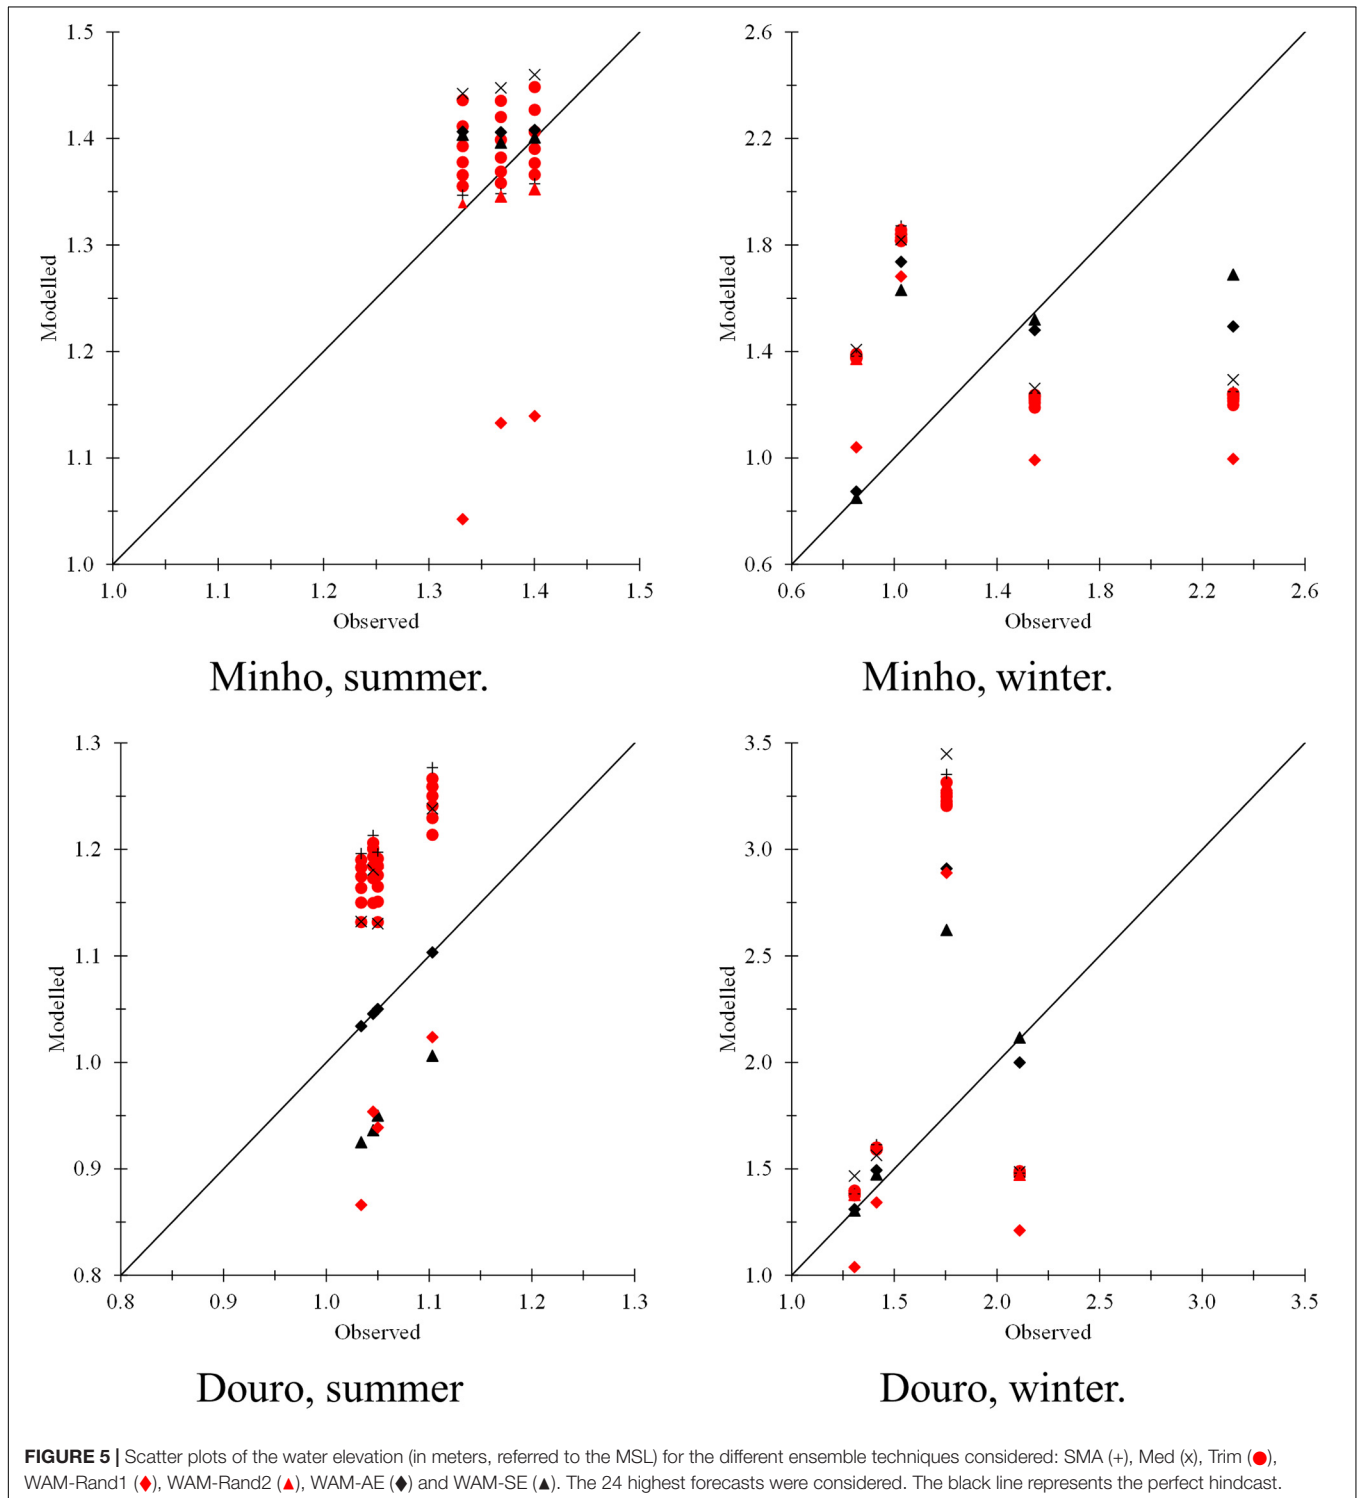 1.5
1.4
1.3
1.2
1.1
1.0
Modelled
1.0 1.1 1.2 1.3 1.4 1.5
Observed
Minho, summer.
2.6
2.2
1.8
1.4
1.0
0.6
Modelled
0.6 1.0 1.4 1.8 2.2 2.6
Observed
Minho, winter.
1.3
1.2
1.1
1.0
0.9
0.8
Modelled
0.8 0.9 1.0 1.1 1.2 1.3
Observed
Douro, summer
3.5
3.0
2.5
2.0
1.5
1.0
Modelled
1.0 1.5 2.0 2.5 3.0 3.5
Observed
Douro, winter.
FIGURE 5 | Scatter plots of the water elevation (in meters, referred to the MSL) for the different ensemble techniques considered: SMA (+), Med (x), Trim (●),
WAM-Rand1 (♦), WAM-Rand2 (▲), WAM-AE (♦) and WAM-SE (▲). The 24 highest forecasts were considered. The black line represents the perfect hindcast.